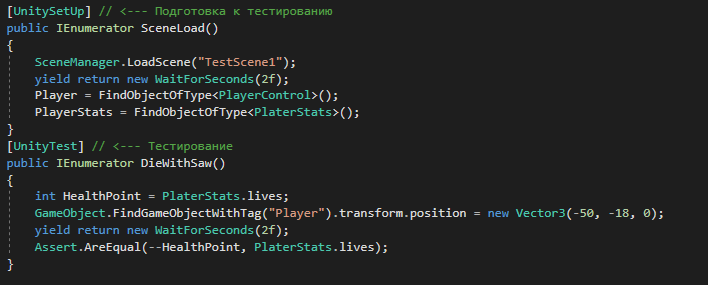 [UnitySetUp] // <--- Подготовка к тестированию
public IEnumerator SceneLoad()
{
SceneManager.LoadScene("TestScene1");
yield return new WaitForSeconds(2f);
Player = FindObjectOfType<PlayerControl>();
PlayerStats = FindObjectOfType<PlaterStats>();
}
[UnityTest] // <--- Тестирование
public IEnumerator DieWithSaw()
{
int HealthPoint = PlaterStats.lives;
GameObject.FindGameObjectWithTag("Player").transform.position = new Vector3(-50, -18, 0);
yield return new WaitForSeconds(2f);
Assert.AreEqual(--HealthPoint, PlaterStats.lives);
}